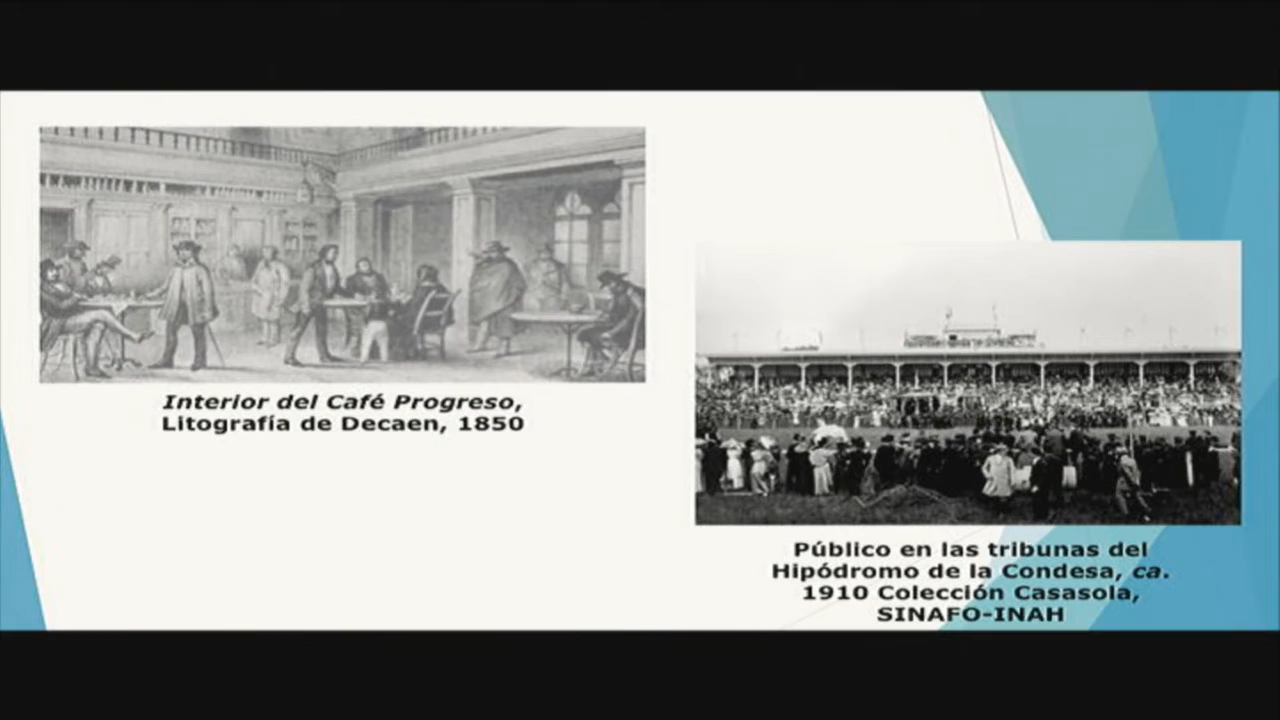 Interior del Café Progreso,
Litografía de Decaen, 1850
Público en las tribunas del
Hipódromo de la Condesa, ca.
1910 Colección Casasola,
SINAFO-INAH